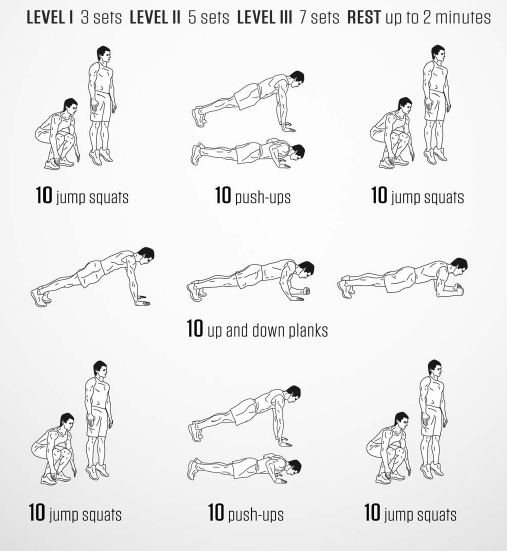 LEVEL I 3 sets LEVEL II 5 sets LEVEL III 7 sets REST up to 2 minutes
10 jump squats 10 push-ups 10 jump squats
10 up and down planks
10 jump squats 10 push-ups 10 jump squats